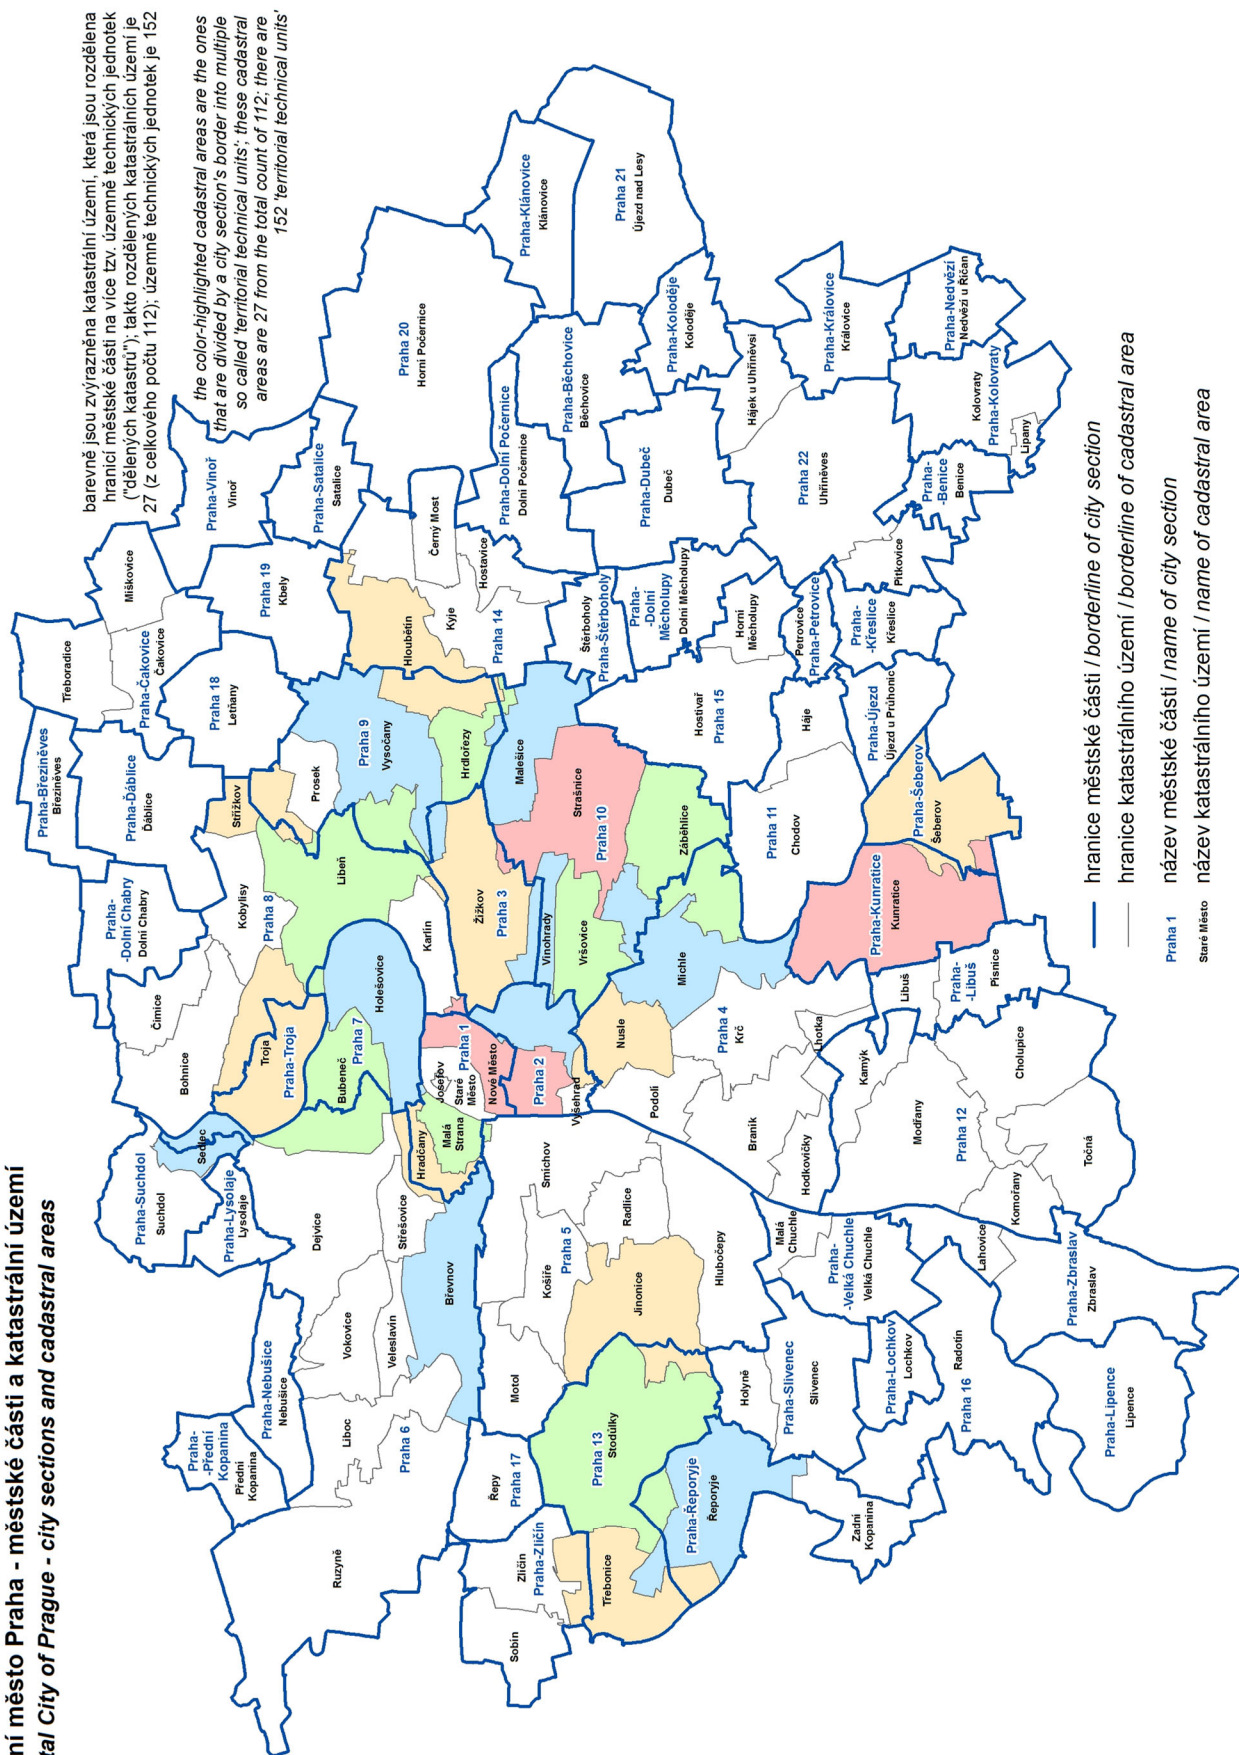 ní město Praha - městské části a katastrální území
tal City of Prague - city sections and cadastral areas
barevně jsou zvýrazněna katastrální území, která jsou rozdělena
hranicí městské části na více tzv. územně technických jednotek
("dělených katastrů"); takto rozdělených katastrálních území je
27 (z celkového počtu 112); územně technických jednotek je 152
the color-highlighted cadastral areas are the ones
that are divided by a city section's border into multiple
so called 'territorial technical units'; these cadastral
areas are 27 from the total count of 112; there are
152 'territorial technical units'
Praha-Březiněves
Březiněves
Třeboradice
Miškovice
Praha-Čakovice
Čakovice
Praha-Ďáblice
Ďáblice
Praha-
-Dolní Chabry
Dolní Chabry
Praha 18
Letňany
Praha 19
Kbely
Praha-Vinoř
Vinoř
Praha-Satalice
Satalice
Praha 20
Horní Počernice
Praha-Klánovice
Klánovice
Praha 21
Újezd nad Lesy
Praha-Koloděje
Koloděje
Praha-Běchovice
Běchovice
Praha-Dolní Počernice
Dolní Počernice
Praha-Dubeč
Dubeč
Černý Most
Hostavice
Kyje
Praha 14
Hloubětín
Praha 9
Vysočany
Hrdlořezy
Prosek
Střížkov
Kobylisy
Praha 8
Libeň
Karlín
Čimice
Bohnice
Troja
Praha-Troja
Holešovice
Praha 7
Bubeneč
Sedlec
Praha-Suchdol
Suchdol
Praha-Lysolaje
Lysolaje
Dejvice
Střešovice
Hradčany
Malá
Strana
Josefov
Staré
Město
Praha 1
Nové Město
Praha 2
Vyšehrad
Žižkov
Praha 3
Vinohrady
Vršovice
Malešice
Strašnice
Praha 10
Záběhlice
Michle
Nusle
Praha 4
Krč
Podolí
Braník
Hodkovičky
Lhotka
Kamýk
Libuš
Praha-
-Libuš
Písnice
Praha-Kunratice
Kunratice
Praha-Šeberov
Šeberov
Praha 11
Chodov
Háje
Praha-Újezd
Újezd u Průhonic
Hostivař
Praha 15
Štěrboholy
Praha-Štěrboholy
Praha-
-Dolní
Měcholupy
Dolní Měcholupy
Horní
Měcholupy
Petrovice
Praha-Petrovice
Praha-
-Křeslice
Křeslice
Pitkovice
Praha 22
Uhříněves
Hájek u Uhříněvsi
Praha-Královice
Královice
Praha-Nedvězí
Nedvězí u Říčan
Kolovraty
Praha-Kolovraty
Lipany
Praha-
-Benice
Benice
Praha-
-Přední
Kopanina
Přední
Kopanina
Praha-Nebušice
Nebušice
Vokovice
Veleslavín
Liboc
Praha 6
Ruzyně
Břevnov
Smíchov
Košíře
Praha 5
Radlice
Jinonice
Hlubočepy
Motol
Řepy
Praha 17
Zličín
Praha-Zličín
Sobín
Praha 13
Stodůlky
Třebonice
Praha-Řeporyje
Řeporyje
Zadní
Kopanina
Holyně
Praha-Slivenec
Slivenec
Malá
Chuchle
Praha-
-Velká Chuchle
Velká Chuchle
Praha-Lochkov
Lochkov
Radotín
Praha 16
Lahovice
Praha-Zbraslav
Zbraslav
Praha-Lipence
Lipence
Modřany
Praha 12
Komořany
Cholupice
Točná
hranice městské části / borderline of city section
hranice katastrálního území / borderline of cadastral area
Praha 1 název městské části / name of city section
Staré Město název katastrálního území / name of cadastral area